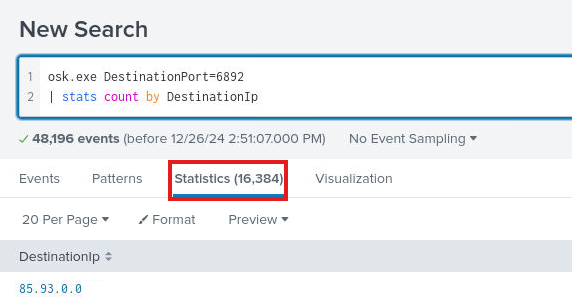 New Search
1 osk.exe DestinationPort=6892
2 | stats count by DestinationIp
✓ 48,196 events (before 12/26/24 2:51:07.000 PM) No Event Sampling ▾
Events Patterns Statistics (16,384) Visualization
20 Per Page ▾ Format Preview ▾
DestinationIp
85.93.0.0